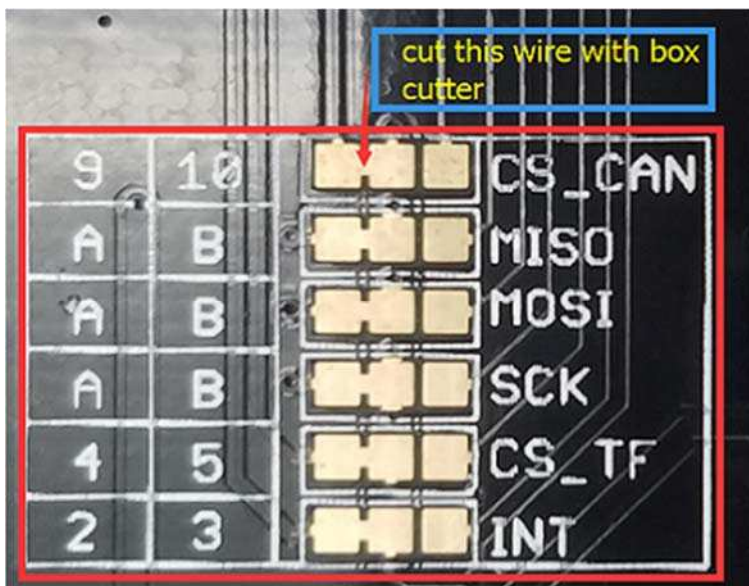 cut this wire with box
cutter
9 10 CS_CAN
A B MISO
A B MOSI
A B SCK
4 5 CS_TF
2 3 INT